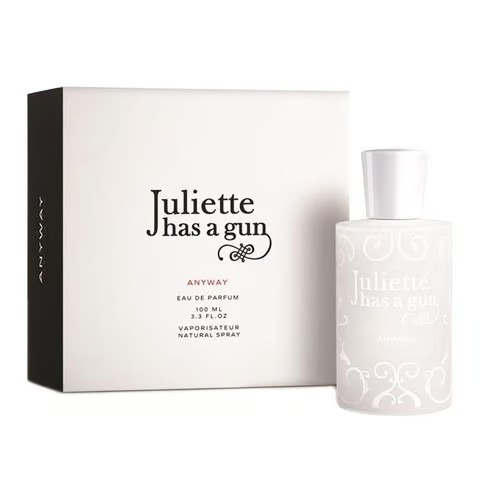 ANYWAY
Juliette
has a gun
ANYWAY
EAU DE PARFUM
100 ML
3.3 FL.OZ
VAPORISATEUR
NATURAL SPRAY
Juliette
has a gun
ANYWAY